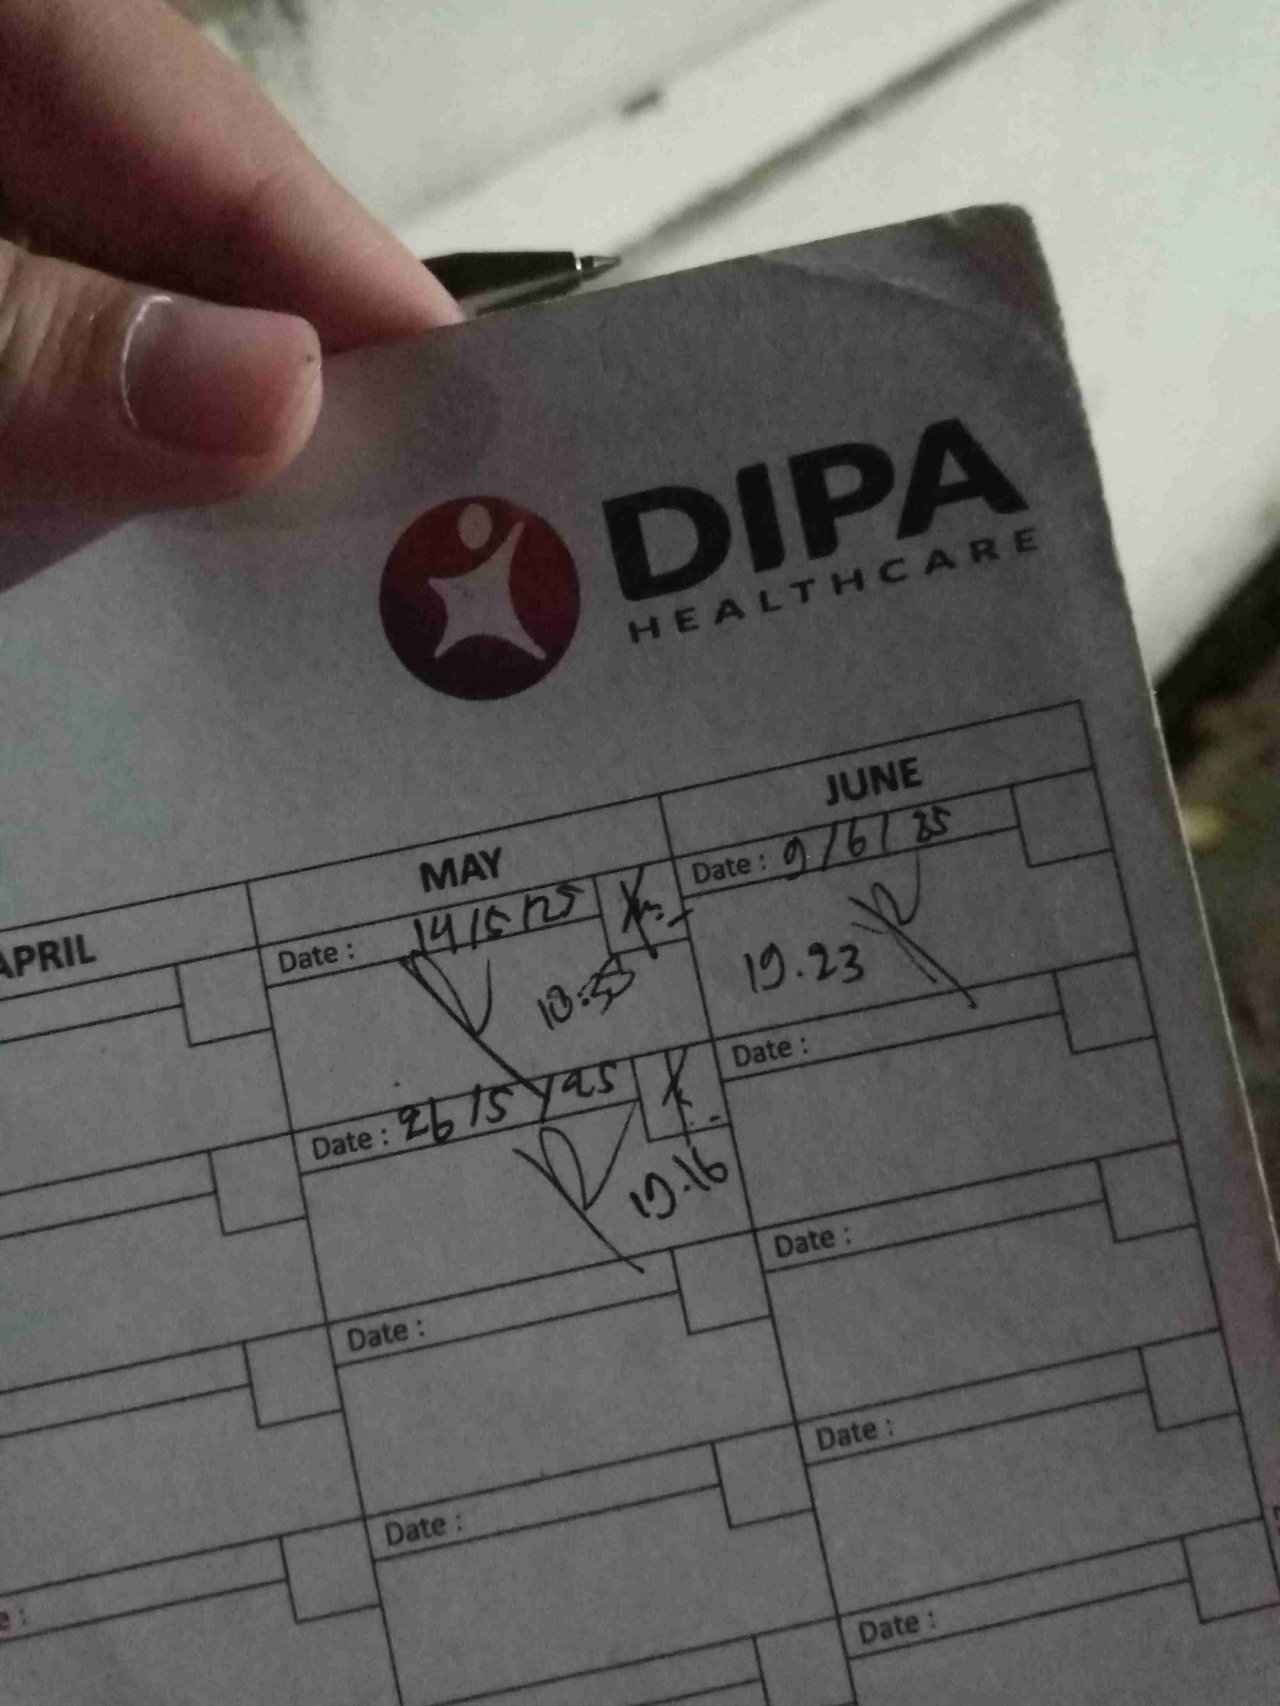 DIPA
HEALTHCARE
APRIL
MAY
JUNE
Date : 14/5/25
10:55
Date : 9/6/25
19.23
Date : 26/5/25
19.16
Date :
Date :
Date :
Date :
Date :
Date :
e :